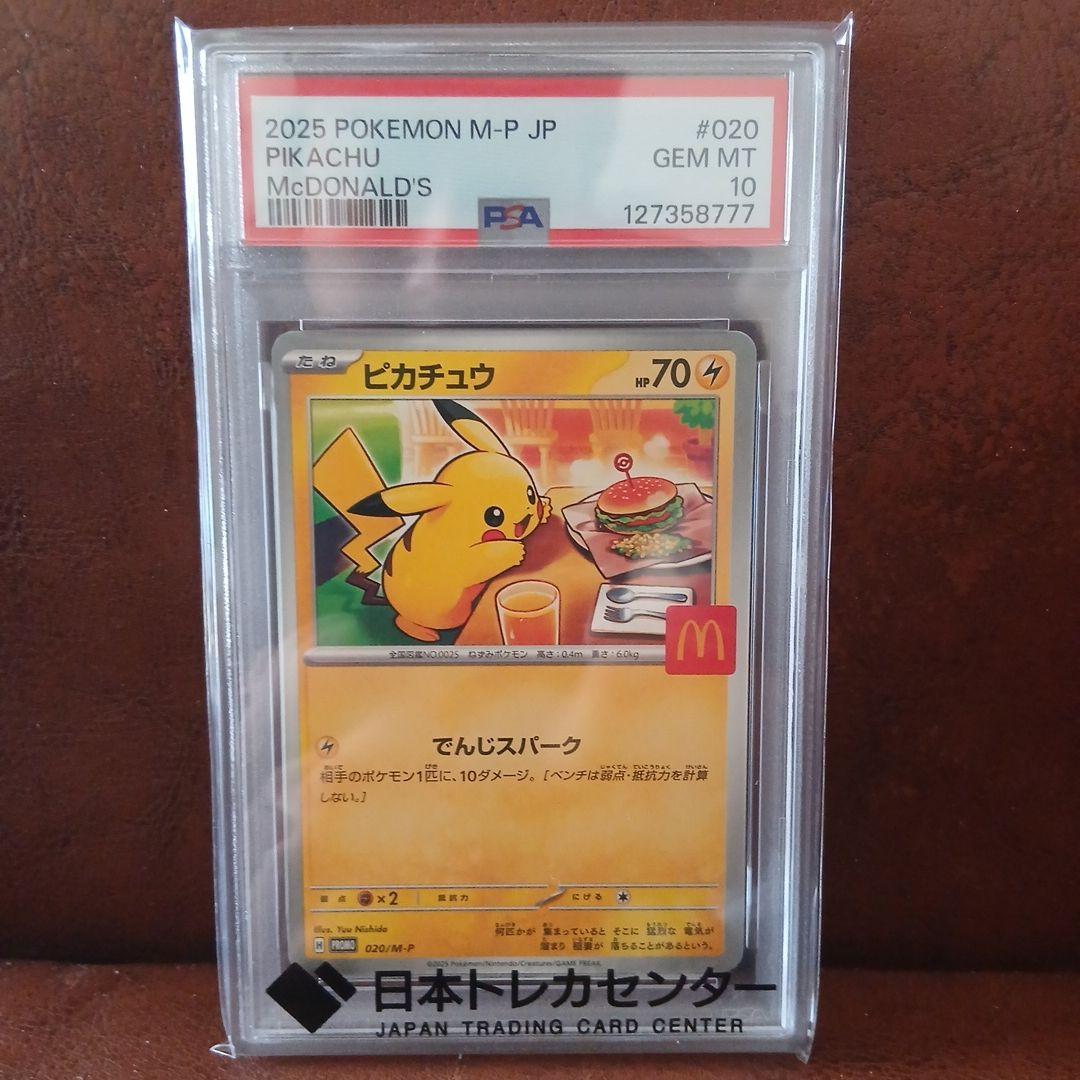 2025 POKEMON M-P JP #020
PIKACHU GEM MT
McDONALD'S 10
PSA 127358777
たね ピカチュウ HP70
M
全国図鑑NO.0025 ねずみポケモン 高さ:0.4m 重さ:6.0kg
でんじスパーク
相手のポケモン1匹に、10ダメージ。[ベンチは弱点・抵抗力を計算
しない。]
弱点 ×2 抵抗力 にげる
Illus. Yuu Nishida
何匹かが 集まっていると そこに 猛烈な 電気が
溜まり 稲妻が 落ちることがあるという。
H PROMO 020/M-P
©2025 Pokémon/Nintendo/Creatures/GAME FREAK
日本トレカセンター
JAPAN TRADING CARD CENTER